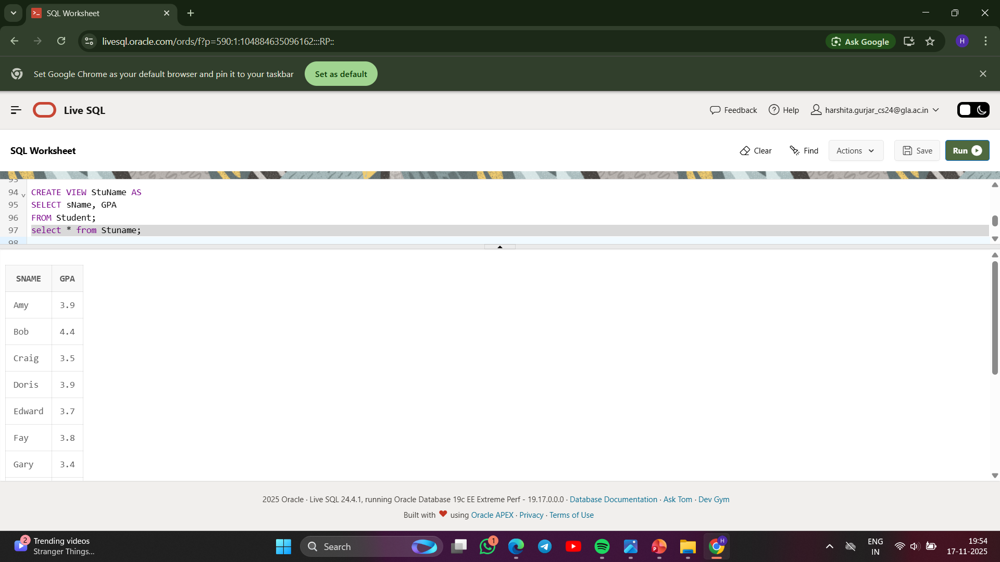 SQL Worksheet
livesql.oracle.com/ords/f?p=590:1:104884635096162:::RP::
Ask Google
H
Set Google Chrome as your default browser and pin it to your taskbar
Set as default
Live SQL
Feedback
Help
harshita.gurjar_cs24@gla.ac.in
SQL Worksheet
Clear
Find
Actions
Save
Run
93
94 CREATE VIEW StuName AS
95 SELECT sName, GPA
96 FROM Student;
97 select * from Stuname;
98
SNAME GPA
Amy 3.9
Bob 4.4
Craig 3.5
Doris 3.9
Edward 3.7
Fay 3.8
Gary 3.4
2025 Oracle · Live SQL 24.4.1, running Oracle Database 19c EE Extreme Perf - 19.17.0.0.0 · Database Documentation · Ask Tom · Dev Gym
Built with ❤ using Oracle APEX · Privacy · Terms of Use
2
Trending videos
Stranger Things...
Search
1
H
ENG
IN
19:54
17-11-2025